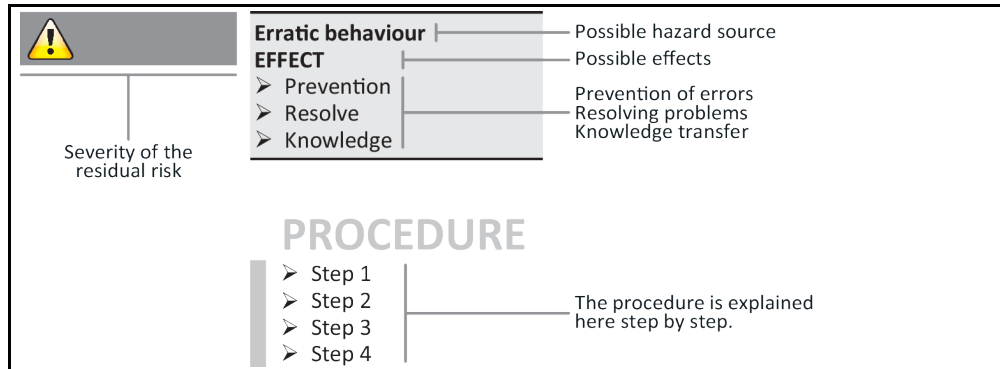 Erratic behaviour
Possible hazard source
EFFECT
Possible effects
➢ Prevention
➢ Resolve
➢ Knowledge
Prevention of errors
Resolving problems
Knowledge transfer
Severity of the
residual risk
PROCEDURE
➢ Step 1
➢ Step 2
➢ Step 3
➢ Step 4
The procedure is explained
here step by step.